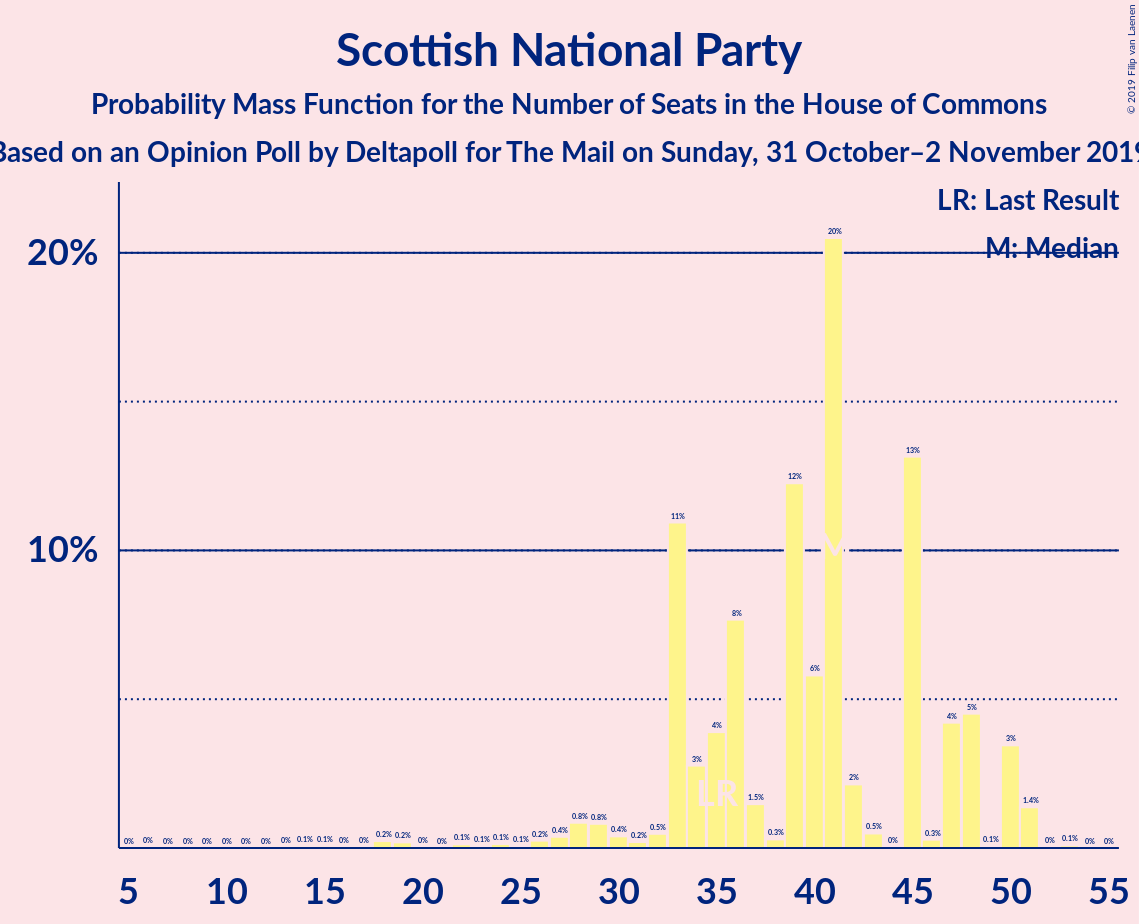 Scottish National Party
Probability Mass Function for the Number of Seats in the House of Commons
Based on an Opinion Poll by Deltapoll for The Mail on Sunday, 31 October–2 November 2019
© 2019 Filip van Laenen
LR: Last Result
M: Median
20%
10%
0% 0% 0% 0% 0% 0% 0% 0% 0% 0.1% 0.1% 0% 0% 0.2% 0.2% 0% 0% 0.1% 0.1% 0.1% 0.1% 0.2% 0.4% 0.8% 0.8% 0.4% 0.2% 0.5% 11% 3% 4% 8% 1.5% 0.3% 12% 6% 20% 2% 0.5% 0% 13% 0.3% 4% 5% 0.1% 3% 1.4% 0% 0.1% 0% 0%
M
LR
5 10 15 20 25 30 35 40 45 50 55